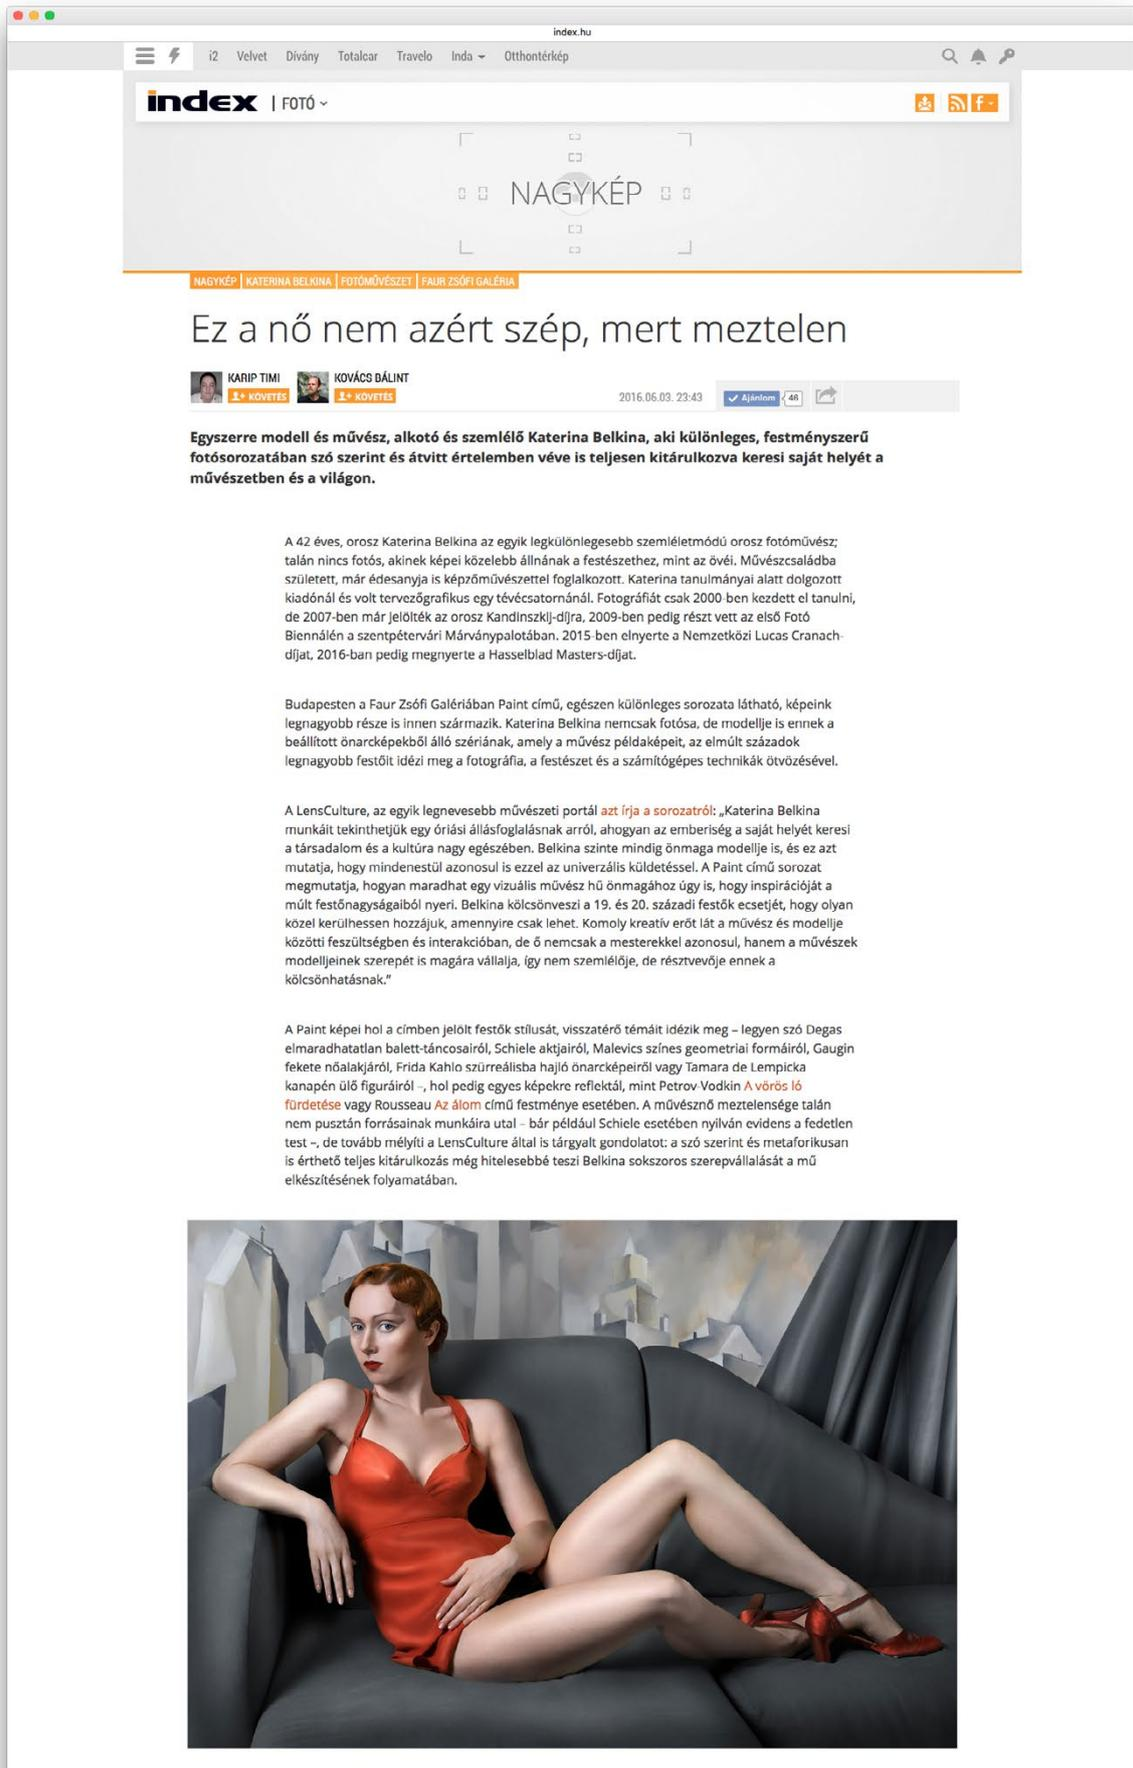 index.hu
i2 Velvet Dívány Totalcar Travelo Inda Otthontérkép
index | FOTÓ
NAGYKÉP
NAGYKÉP KATERINA BELKINA FOTÓMŰVÉSZET FAUR ZSÓFI GALÉRIA
Ez a nő nem azért szép, mert meztelen
KARIP TIMI KOVÁCS BÁLINT
KÖVETÉS KÖVETÉS
2016.06.03. 23:43 Ajánlom 46
Egyszerre modell és művész, alkotó és szemlélő Katerina Belkina, aki különleges, festményszerű
fotósorozatában szó szerint és átvitt értelemben véve is teljesen kitárulkozva keresi saját helyét a
művészetben és a világon.
A 42 éves, orosz Katerina Belkina az egyik legkülönlegesebb szemléletmódú orosz fotóművész;
talán nincs fotós, akinek képei közelebb állnának a festészethez, mint az övéi. Művészcsaládba
született, már édesanyja is képzőművészettel foglalkozott. Katerina tanulmányai alatt dolgozott
kiadónál és volt tervezőgrafikus egy tévécsatornánál. Fotográfiát csak 2000-ben kezdett el tanulni,
de 2007-ben már jelölték az orosz Kandinszkij-díjra, 2009-ben pedig részt vett az első Fotó
Biennálén a szentpétervári Márványpalotában. 2015-ben elnyerte a Nemzetközi Lucas Cranach-
díjat, 2016-ban pedig megnyerte a Hasselblad Masters-díjat.
Budapesten a Faur Zsófi Galériában Paint című, egészen különleges sorozata látható, képeink
legnagyobb része is innen származik. Katerina Belkina nemcsak fotósa, de modellje is ennek a
beállított önarcképekből álló szériának, amely a művész példaképeit, az elmúlt századok
legnagyobb festőit idézi meg a fotográfia, a festészet és a számítógépes technikák ötvözésével.
A LensCulture, az egyik legnevesebb művészeti portál azt írja a sorozatról: „Katerina Belkina
munkáit tekinthetjük egy óriási állásfoglalásnak arról, ahogyan az emberiség a saját helyét keresi
a társadalom és a kultúra nagy egészében. Belkina szinte mindig önmaga modellje is, és ez azt
mutatja, hogy mindenestül azonosul is ezzel az univerzális küldetéssel. A Paint című sorozat
megmutatja, hogyan maradhat egy vizuális művész hű önmagához úgy is, hogy inspirációját a
múlt festőnagyságaiból nyeri. Belkina kölcsönveszi a 19. és 20. századi festők ecsetjét, hogy olyan
közel kerülhessen hozzájuk, amennyire csak lehet. Komoly kreatív erőt lát a művész és modellje
közötti feszültségben és interakcióban, de ő nemcsak a mesterekkel azonosul, hanem a művészek
modelljeinek szerepét is magára vállalja, így nem szemlélője, de résztvevője ennek a
kölcsönhatásnak.”
A Paint képei hol a címben jelölt festők stílusát, visszatérő témáit idézik meg – legyen szó Degas
elmaradhatatlan balett-táncosairól, Schiele aktjairól, Malevics színes geometriai formáiról, Gaugin
fekete nőalakjáról, Frida Kahlo szürreálisba hajló önarcképeiről vagy Tamara de Lempicka
kanapén ülő figuráiról –, hol pedig egyes képekre reflektál, mint Petrov-Vodkin A vörös ló
fürdetése vagy Rousseau Az álom című festménye esetében. A művésznő meztelensége talán
nem pusztán forrásainak munkáira utal – bár például Schiele esetében nyilván evidens a fedetlen
test –, de tovább mélyíti a LensCulture által is tárgyalt gondolatot: a szó szerint és metaforikusan
is érthető teljes kitárulkozás még hitelesebbé teszi Belkina sokszoros szerepvállalását a mű
elkészítésének folyamatában.